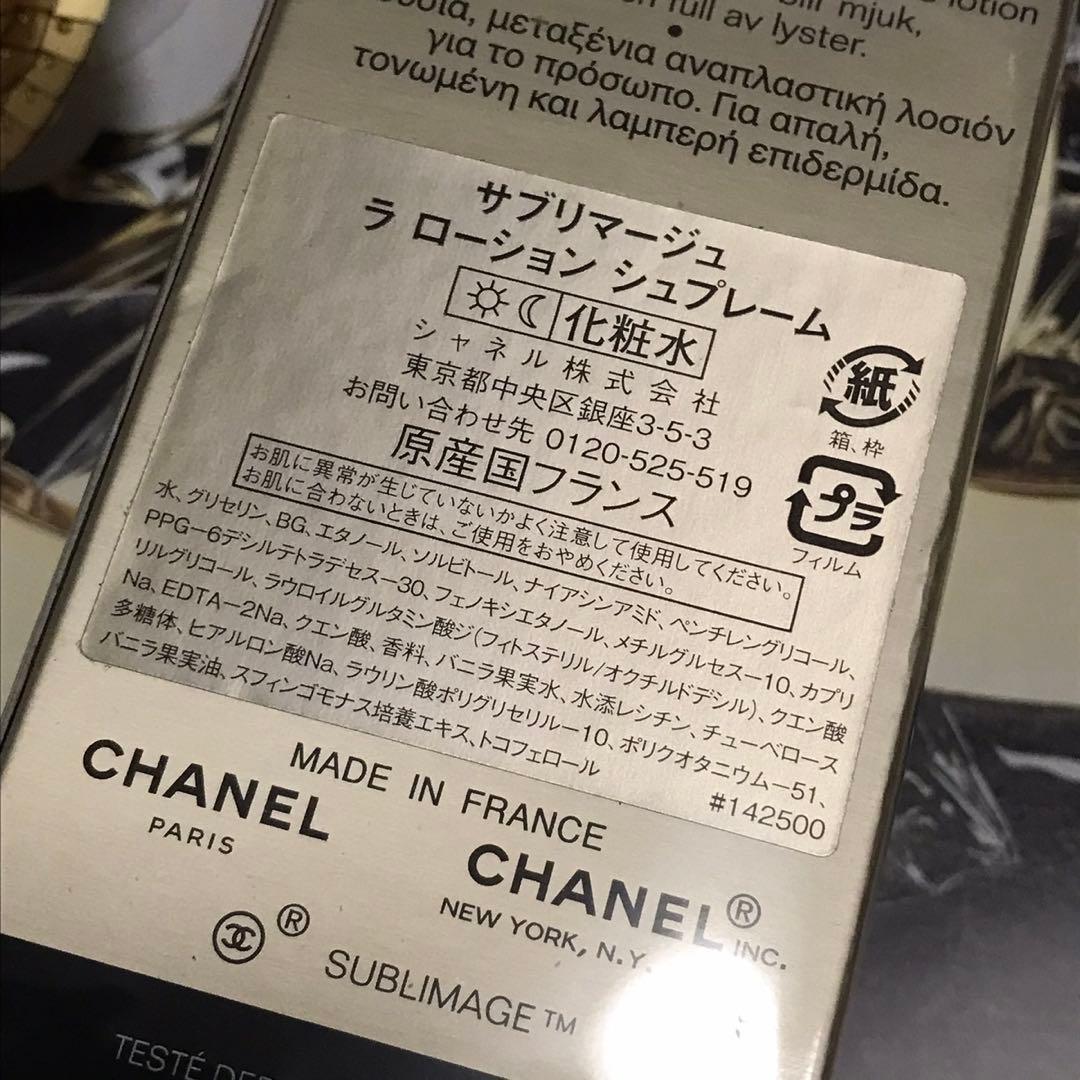 lotion
bli mjuk,
full av lyster.
•
μεταξένια αναπλαστική λοσιόν
για το πρόσωπο. Για απαλή,
τονωμένη και λαμπερή επιδερμίδα.
サブリマージュ
ラ ローション シュプレーム
化粧水
シャネル株式会社
東京都中央区銀座3-5-3
お問い合わせ先 0120-525-519
原産国フランス
紙
箱、枠
プラ
フィルム
お肌に異常が生じていないかよく注意して使用してください。
お肌に合わないときは、ご使用をおやめください。
水、グリセリン、BG、エタノール、ソルビトール、ナイアシンアミド、ペンチレングリコール、
PPG-6デシルテトラデセス-30、フェノキシエタノール、メチルグルセス-10、カプリ
リルグリコール、ラウロイルグルタミン酸ジ(フィトステリル/オクチルドデシル)、クエン酸
Na、EDTA-2Na、クエン酸、香料、バニラ果実水、水添レシチン、チューベロース
多糖体、ヒアルロン酸Na、ラウリン酸ポリグリセリル-10、ポリクオタニウム-51、
バニラ果実油、スフィンゴモナス培養エキス、トコフェロール
#142500
MADE IN FRANCE
CHANEL
PARIS
CHANEL® INC.
NEW YORK, N.Y.
®
SUBLIMAGE™
TESTÉ